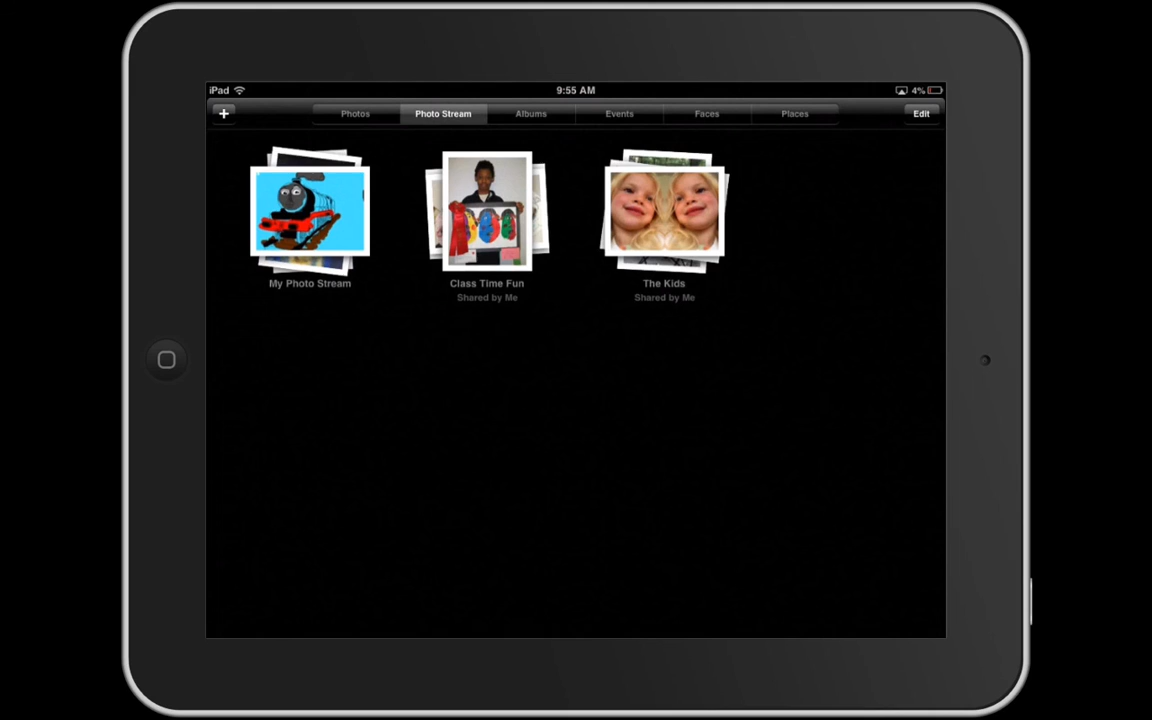 iPad
9:55 AM
4%
+
Photos
Photo Stream
Albums
Events
Faces
Places
Edit
My Photo Stream
Class Time Fun
Shared by Me
The Kids
Shared by Me